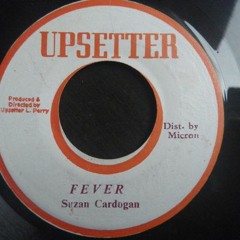 UPSETTER
Produced &
Directed by
Upsetter L. Perry
Dist. by
Micron
FEVER
Suzan Cardogan